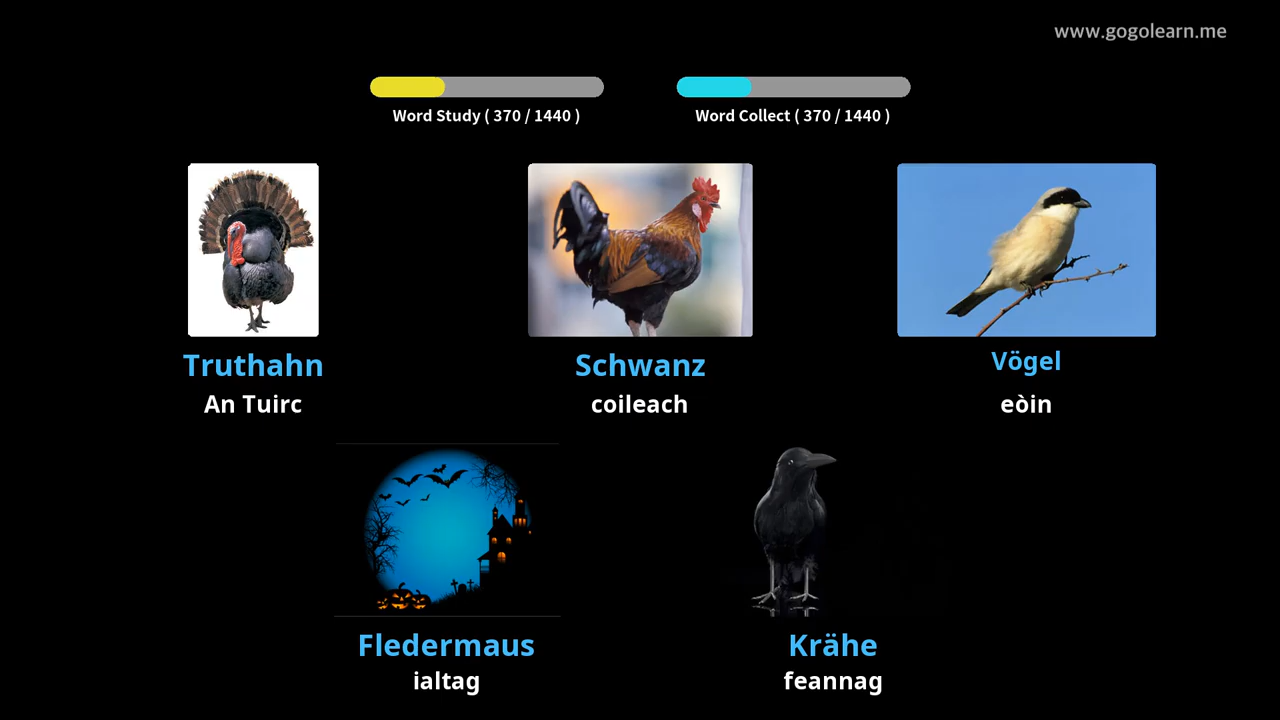 www.gogolearn.me
Word Study ( 370 / 1440 )
Word Collect ( 370 / 1440 )
Truthahn
An Tuirc
Schwanz
coileach
Vögel
eòin
Fledermaus
ialtag
Krähe
feannag